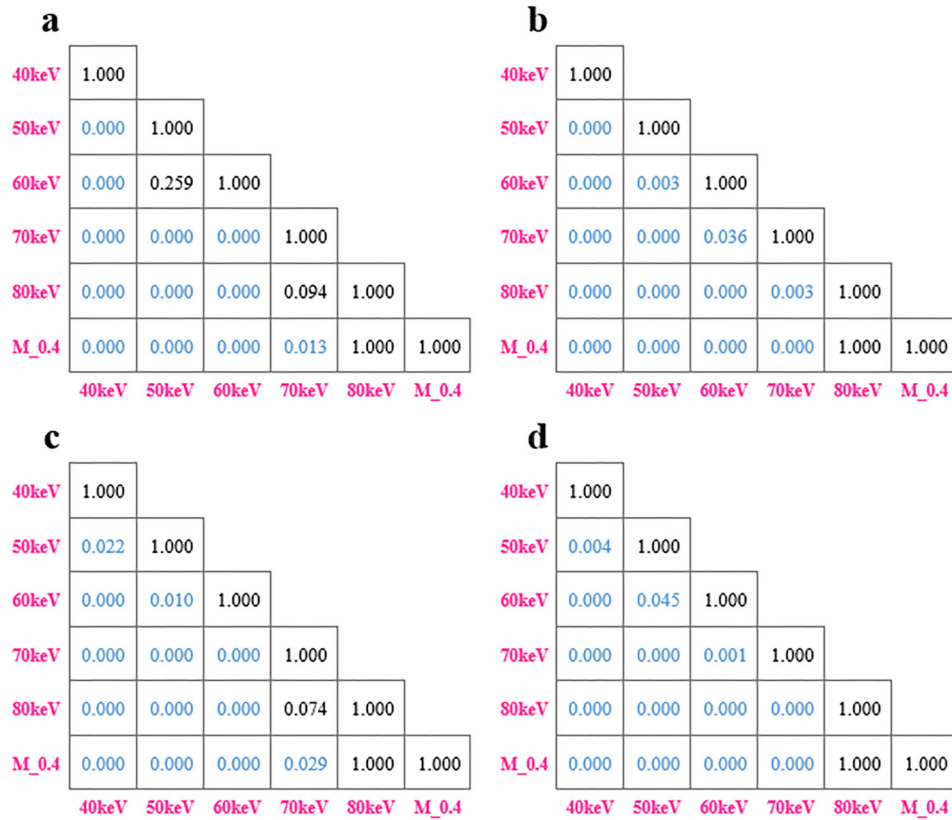 a
40keV 1.000
50keV 0.000 1.000
60keV 0.000 0.259 1.000
70keV 0.000 0.000 0.000 1.000
80keV 0.000 0.000 0.000 0.094 1.000
M_0.4 0.000 0.000 0.000 0.013 1.000 1.000
40keV 50keV 60keV 70keV 80keV M_0.4
b
40keV 1.000
50keV 0.000 1.000
60keV 0.000 0.003 1.000
70keV 0.000 0.000 0.036 1.000
80keV 0.000 0.000 0.000 0.003 1.000
M_0.4 0.000 0.000 0.000 0.000 1.000 1.000
40keV 50keV 60keV 70keV 80keV M_0.4
c
40keV 1.000
50keV 0.022 1.000
60keV 0.000 0.010 1.000
70keV 0.000 0.000 0.000 1.000
80keV 0.000 0.000 0.000 0.074 1.000
M_0.4 0.000 0.000 0.000 0.029 1.000 1.000
40keV 50keV 60keV 70keV 80keV M_0.4
d
40keV 1.000
50keV 0.004 1.000
60keV 0.000 0.045 1.000
70keV 0.000 0.000 0.001 1.000
80keV 0.000 0.000 0.000 0.000 1.000
M_0.4 0.000 0.000 0.000 0.000 1.000 1.000
40keV 50keV 60keV 70keV 80keV M_0.4